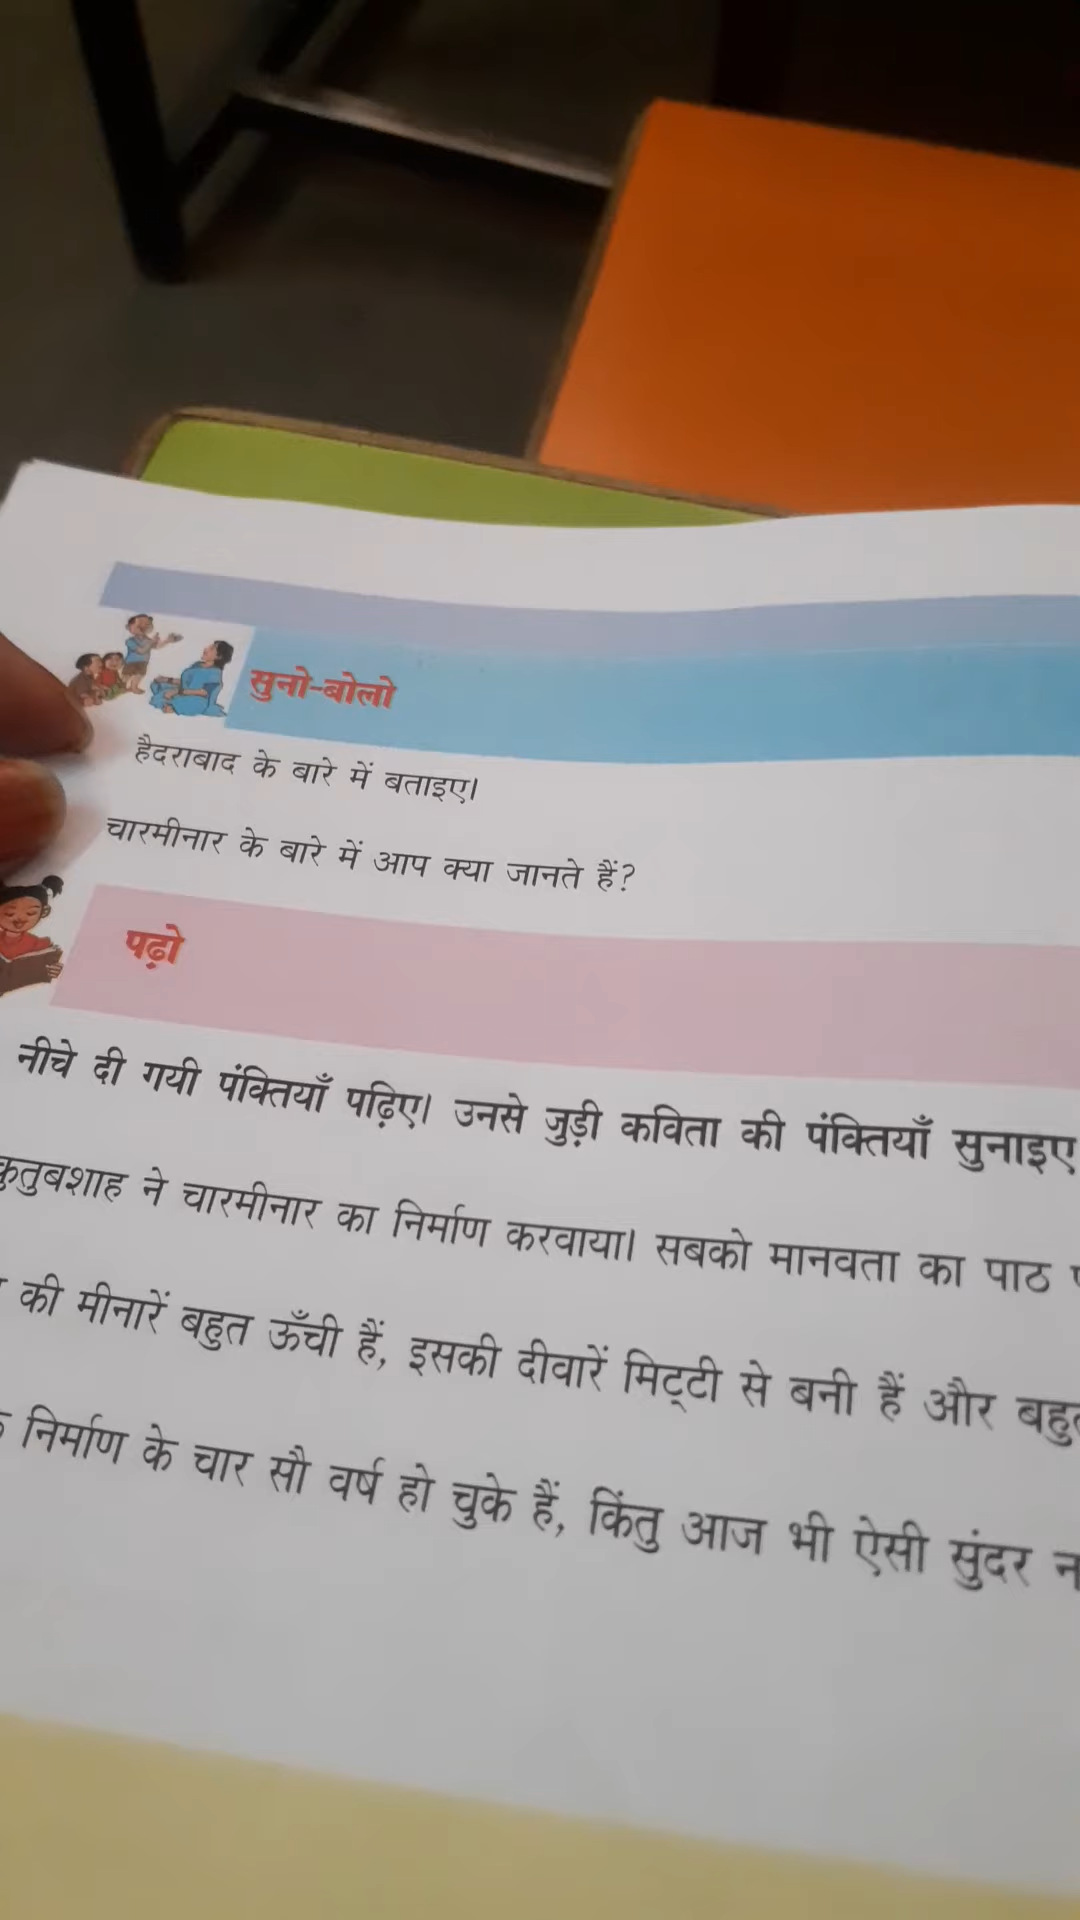 सुनो-बोलो
हैदराबाद के बारे में बताइए।
चारमीनार के बारे में आप क्या जानते हैं?
पढ़ो
नीचे दी गयी पंक्तियाँ पढ़िए। उनसे जुड़ी कविता की पंक्तियाँ सुनाइए
कुतुबशाह ने चारमीनार का निर्माण करवाया। सबको मानवता का पाठ
की मीनारें बहुत ऊँची हैं, इसकी दीवारें मिट्टी से बनी हैं और
निर्माण के चार सौ वर्ष हो चुके हैं, किंतु आज भी ऐसी सुंदर